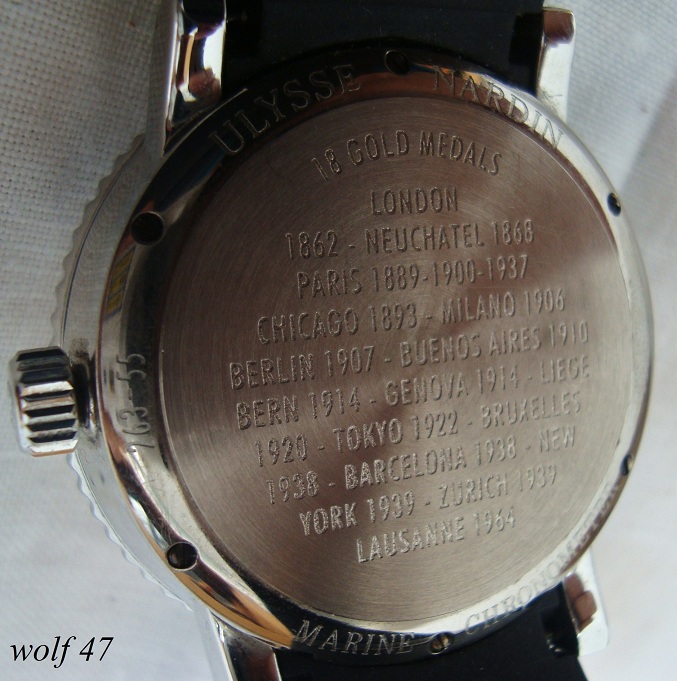 ULYSSE NARDIN
18 GOLD MEDALS
LONDON
1862 - NEUCHATEL 1868
PARIS 1889-1900-1937
CHICAGO 1893 - MILANO 1906
BERLIN 1907 - BUENOS AIRES 1910
BERN 1914 - GENOVA 1914 - LIEGE
1920 - TOKYO 1922 - BRUXELLES
1938 - BARCELONA 1938 - NEW
YORK 1939 - ZURICH 1939
LAUSANNE 1964
263-55
MARINE
wolf 47